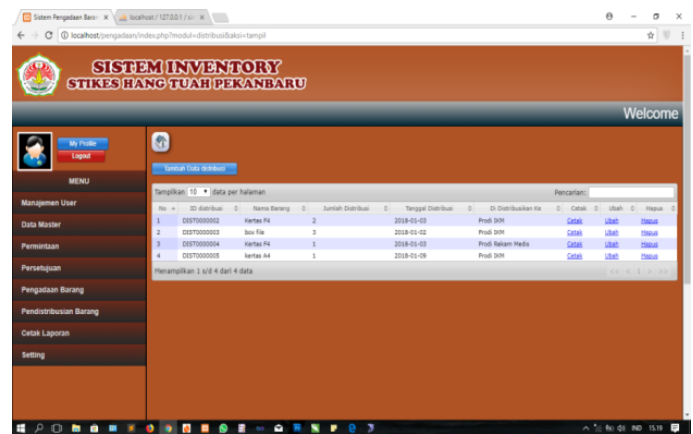 Sistem Pengadaan Baran
localhost / 127.0.0.1 / si
localhost/pengadaan/index.php?modul=distribusi&aksi=tampil
SISTEM INVENTORY
STIKES HANG TUAH PEKANBARU
Welcome
My Profile
Logout
MENU
Manajemen User
Data Master
Permintaan
Persetujuan
Pengadaan Barang
Pendistribusian Barang
Cetak Laporan
Setting
Tambah Data distribusi
Tampilkan 10 data per halaman Pencarian:
No ID distribusi Nama Barang Jumlah Distribusi Tanggal Distribusi Di Distribusikan Ke Cetak Ubah Hapus
1 DIST0000002 Kertas F4 2 2018-01-03 Prodi IKM Cetak Ubah Hapus
2 DIST0000003 box file 3 2018-01-02 Prodi IKM Cetak Ubah Hapus
3 DIST0000004 Kertas F4 1 2018-01-03 Prodi Rekam Medis Cetak Ubah Hapus
4 DIST0000005 kertas A4 1 2018-01-09 Prodi IKM Cetak Ubah Hapus
Menampilkan 1 s/d 4 dari 4 data
<< < 1 > >>
IND 15.19